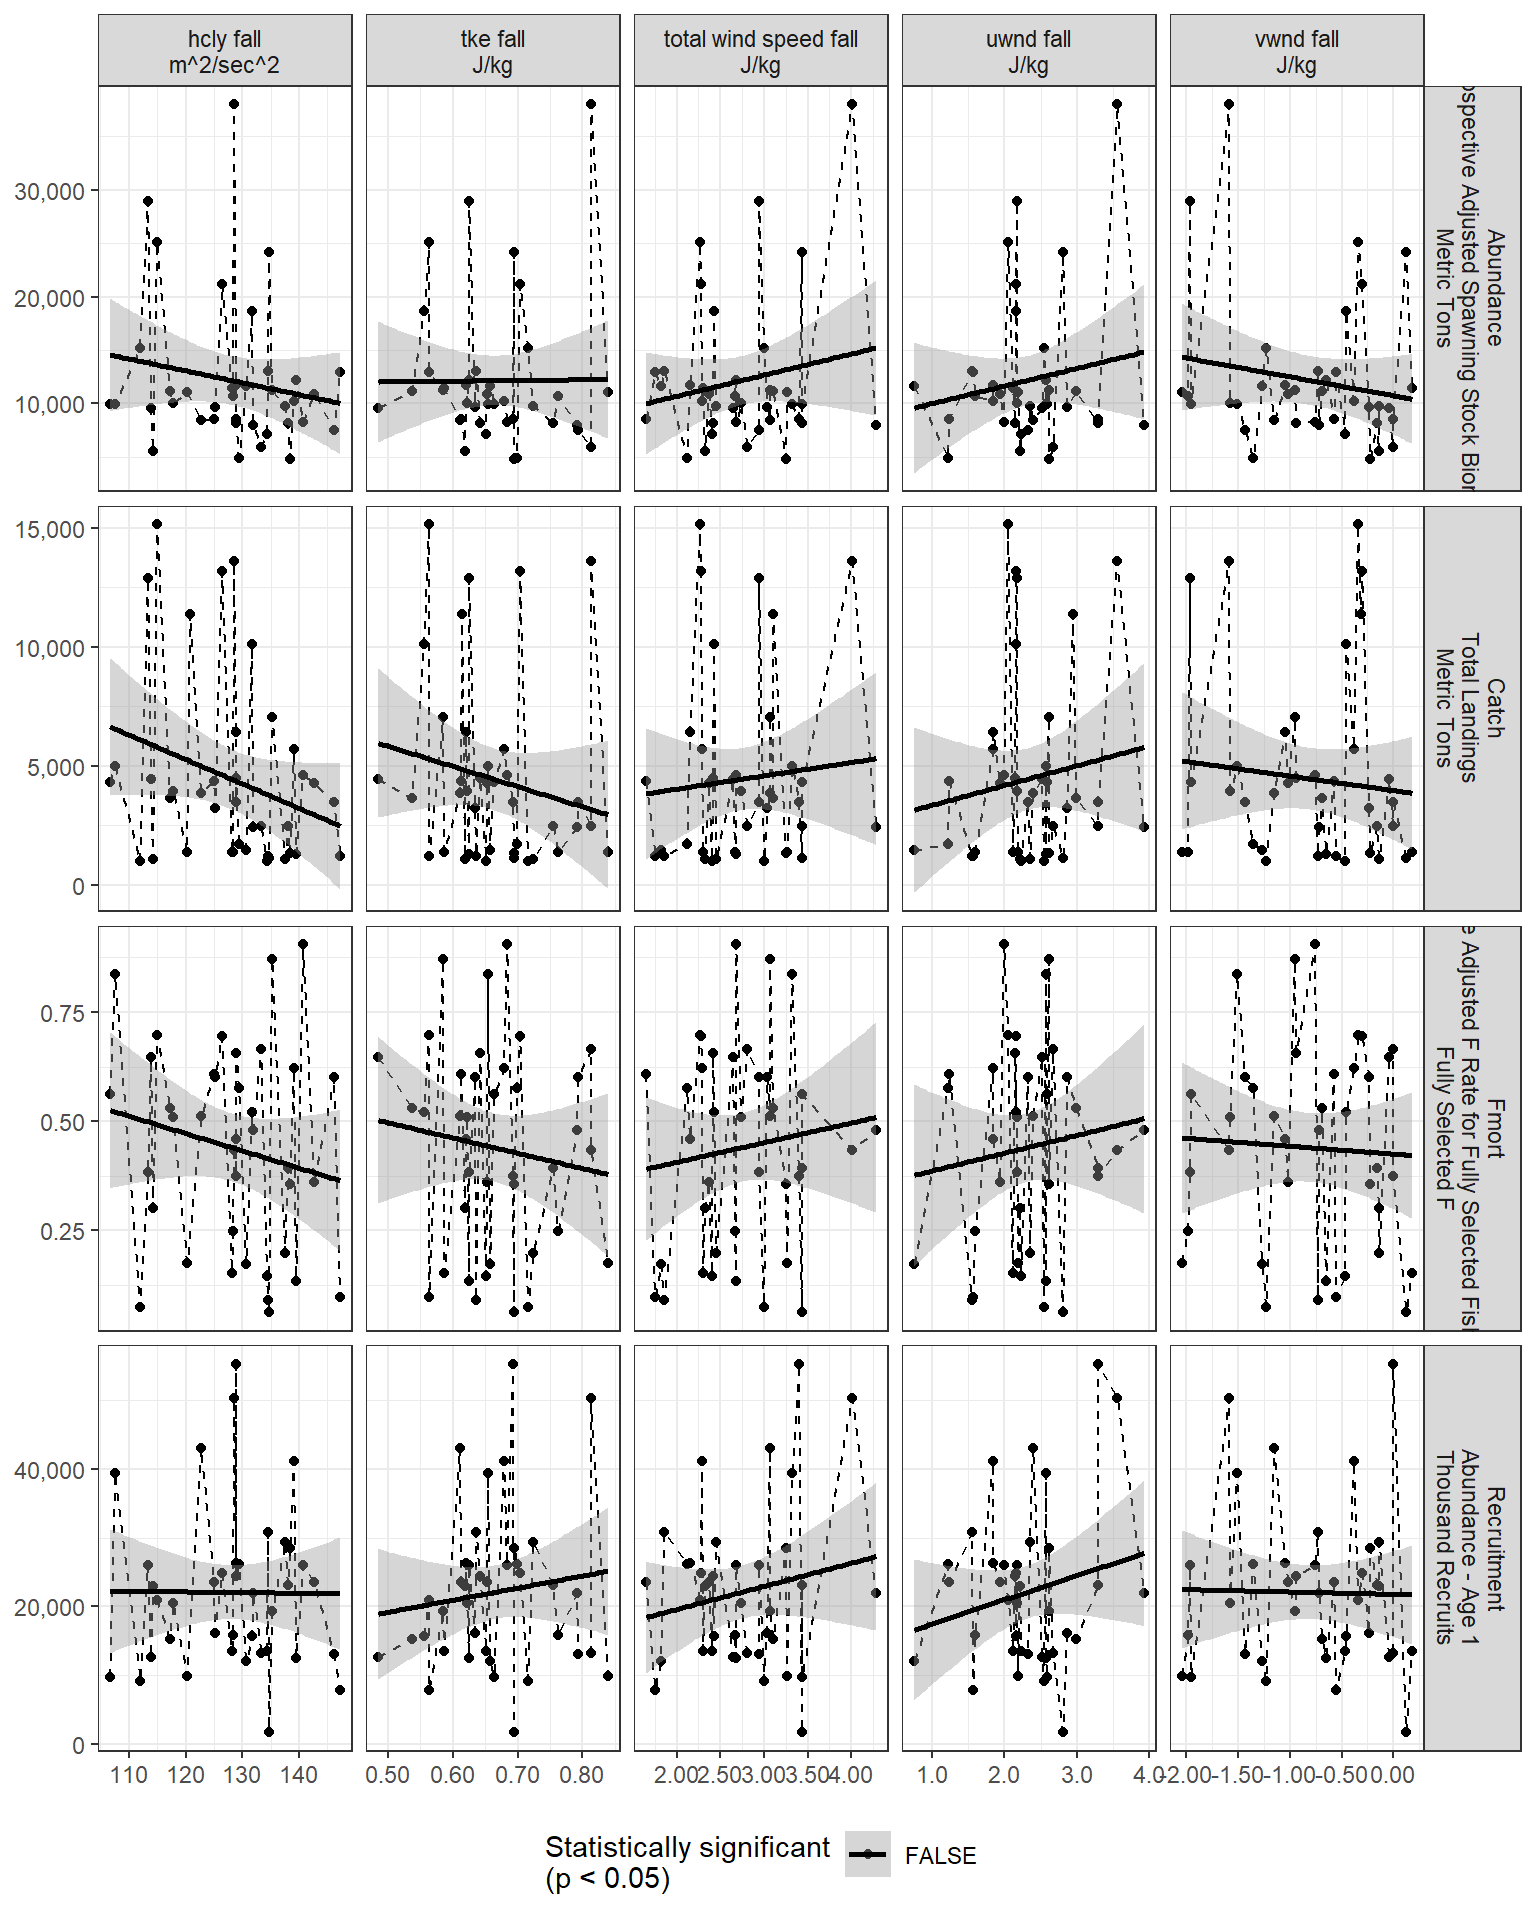 hcly fall
m^2/sec^2
tke fall
J/kg
total wind speed fall
J/kg
uwnd fall
J/kg
vwnd fall
J/kg
30,000
20,000
10,000
Abundance
Adjusted Spawning Stock
Metric Tons
15,000
10,000
5,000
0
Catch
Total Landings
Metric Tons
0.75
0.50
0.25
Fmort
Adjusted F Rate for Fully Selected
Fully Selected F
40,000
20,000
0
Recruitment
Abundance - Age 1
Thousand Recruits
110 120 130 140
0.50 0.60 0.70 0.80
2.00 2.50 3.00 3.50 4.00
1.0 2.0 3.0 4.0
-2.00 -1.50 -1.00 -0.50 0.00
Statistically significant
(p < 0.05)
FALSE